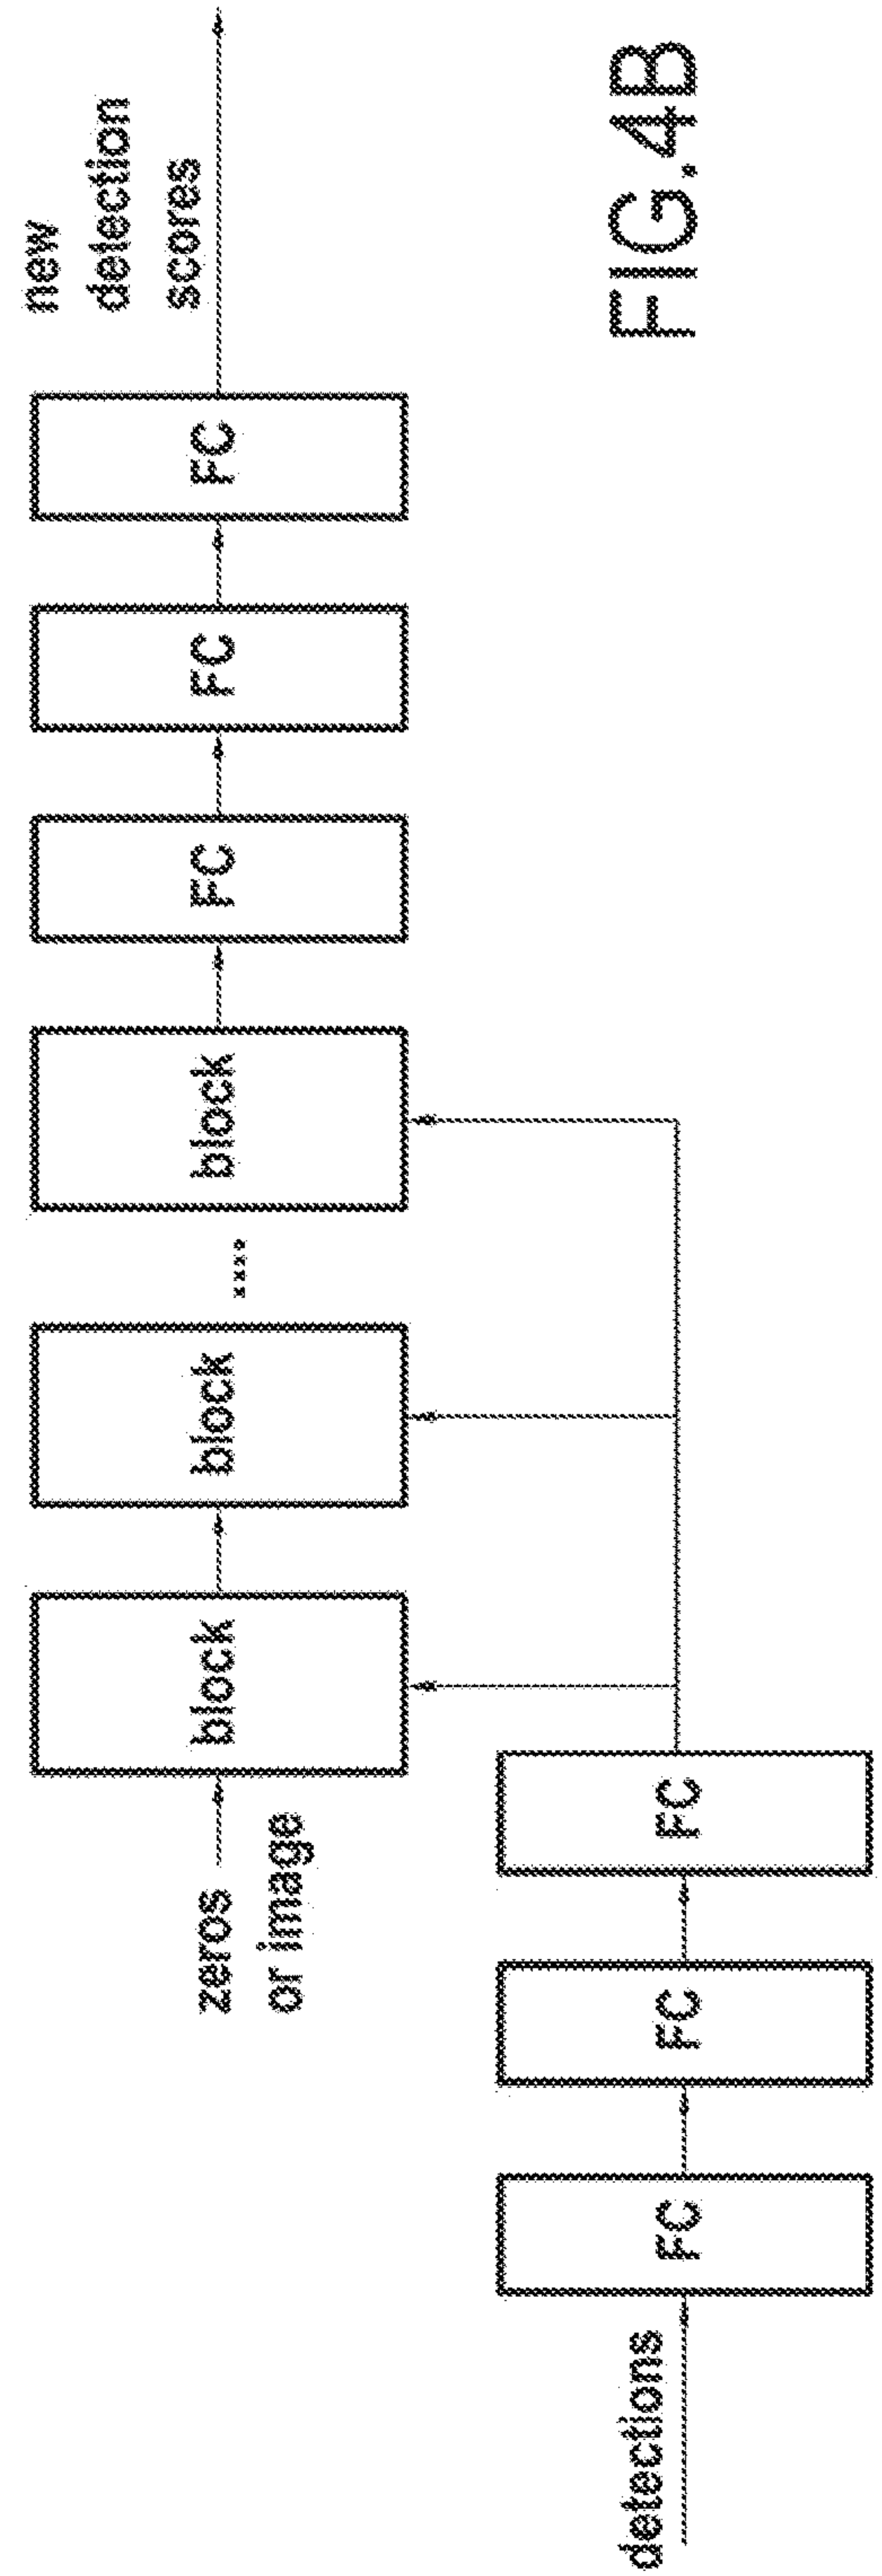 new
detection
scores
zeros
or image
block
block
....
block
FC
FC
FC
detections
FC
FC
FC
FIG.4B